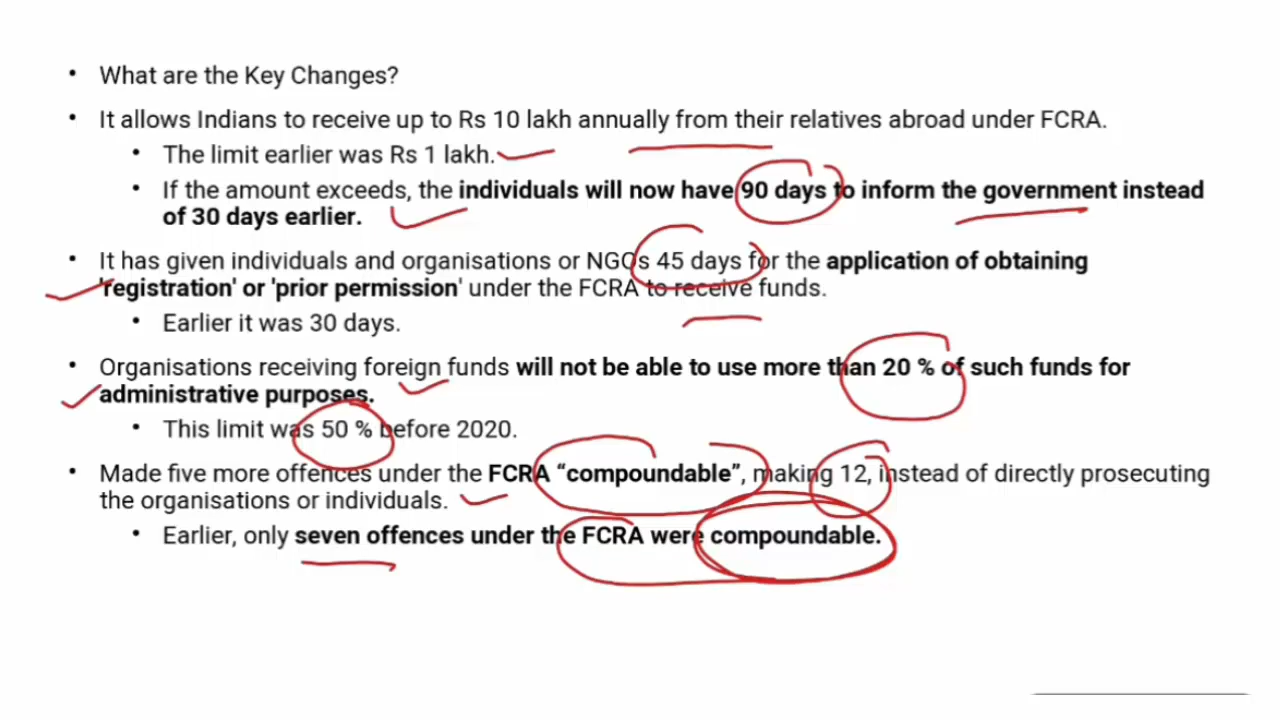 • What are the Key Changes?
• It allows Indians to receive up to Rs 10 lakh annually from their relatives abroad under FCRA.
• The limit earlier was Rs 1 lakh.
• If the amount exceeds, the individuals will now have 90 days to inform the government instead
of 30 days earlier.
• It has given individuals and organisations or NGOs 45 days for the application of obtaining
'registration' or 'prior permission' under the FCRA to receive funds.
• Earlier it was 30 days.
• Organisations receiving foreign funds will not be able to use more than 20 % of such funds for
administrative purposes.
• This limit was 50 % before 2020.
• Made five more offences under the FCRA “compoundable”, making 12, instead of directly prosecuting
the organisations or individuals.
• Earlier, only seven offences under the FCRA were compoundable.